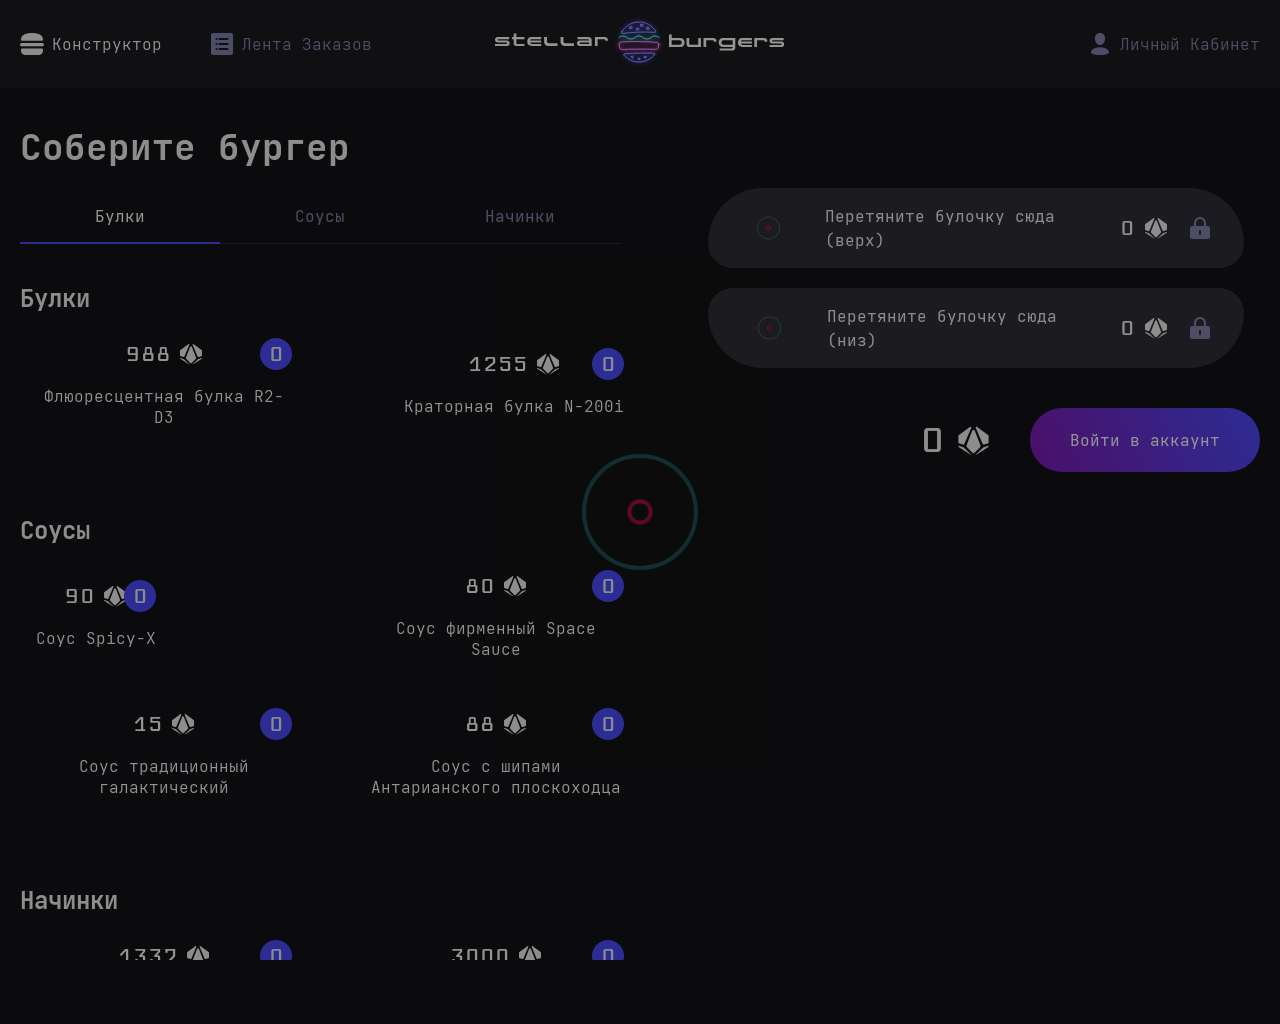 Конструктор
Лента Заказов
stellar burgers
Личный Кабинет
Соберите бургер
Булки
Соусы
Начинки
Перетяните булочку сюда
(верх)
0
Перетяните булочку сюда
(низ)
0
0
Войти в аккаунт
Булки
988
0
Флюоресцентная булка R2-
D3
1255
0
Краторная булка N-200i
Соусы
90
0
Соус Spicy-X
80
0
Соус фирменный Space
Sauce
15
0
Соус традиционный
галактический
88
0
Соус с шипами
Антарианского плоскоходца
Начинки
1337
0
3000
0